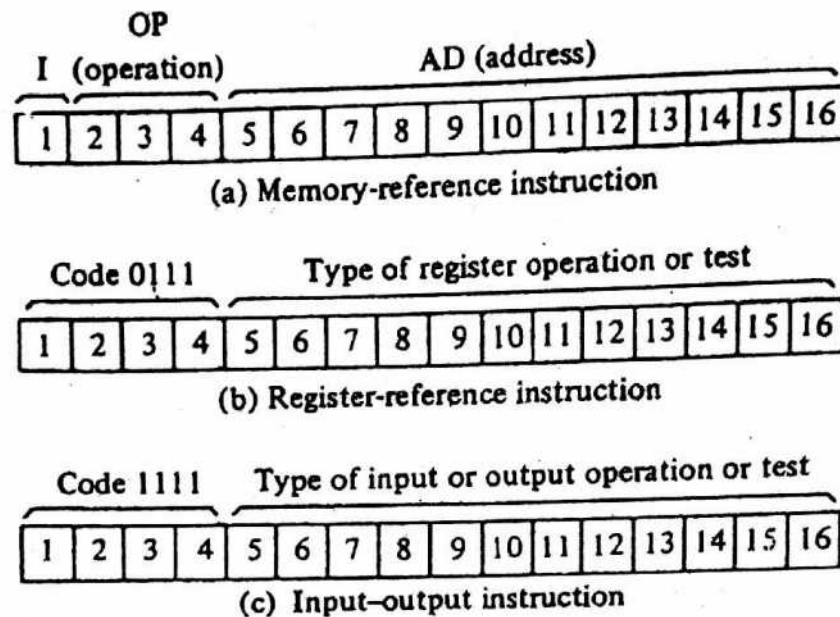 OP
I (operation) AD (address)
1 2 3 4 5 6 7 8 9 10 11 12 13 14 15 16
(a) Memory-reference instruction
Code 0111 Type of register operation or test
1 2 3 4 5 6 7 8 9 10 11 12 13 14 15 16
(b) Register-reference instruction
Code 1111 Type of input or output operation or test
1 2 3 4 5 6 7 8 9 10 11 12 13 14 15 16
(c) Input–output instruction